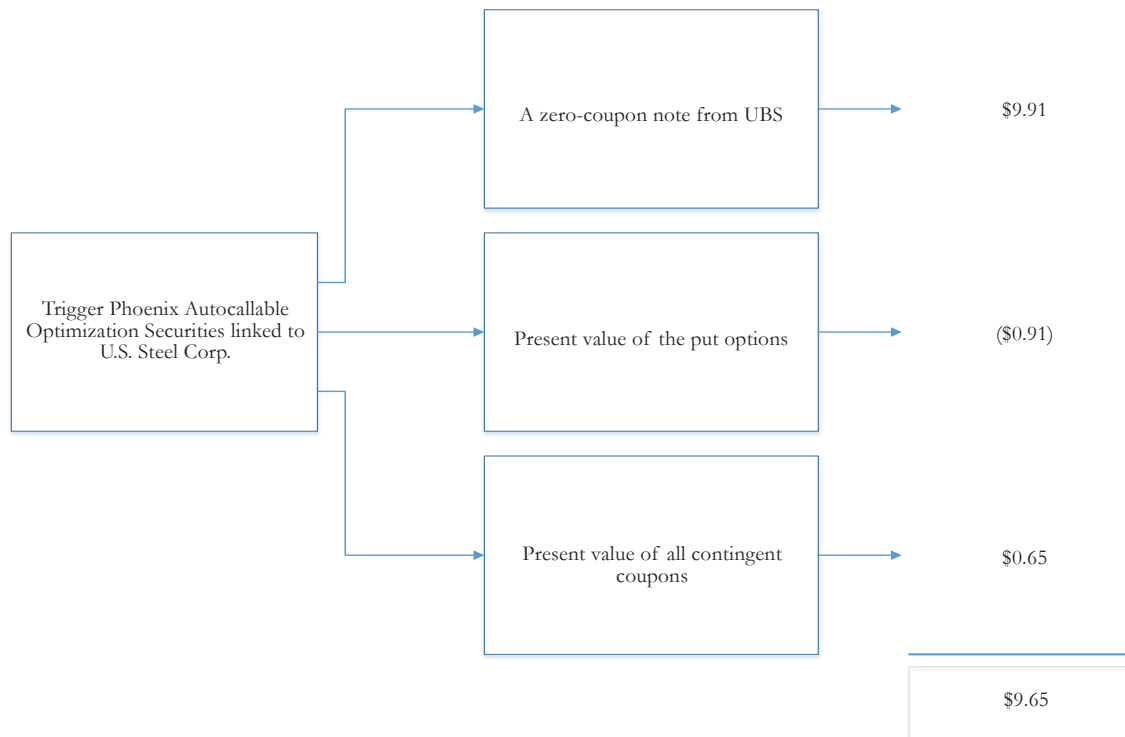 A zero-coupon note from UBS
$9.91
Trigger Phoenix Autocallable
Optimization Securities linked to
U.S. Steel Corp.
Present value of the put options
($0.91)
Present value of all contingent
coupons
$0.65
$9.65